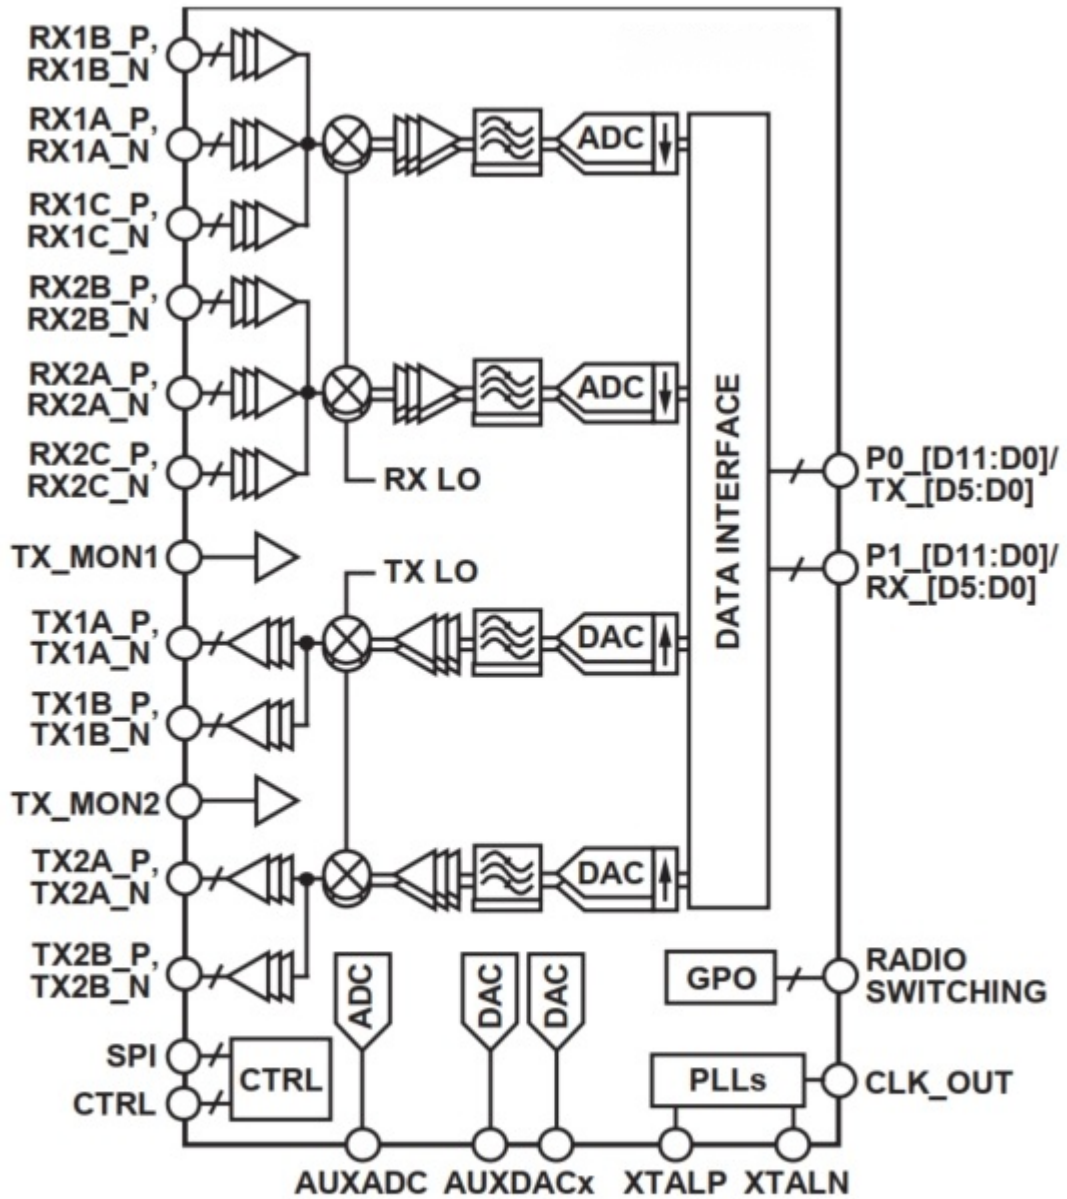 RX1B_P,
RX1B_N
RX1A_P,
RX1A_N
ADC
RX1C_P,
RX1C_N
RX2B_P,
RX2B_N
RX2A_P,
RX2A_N
ADC
RX2C_P,
RX2C_N
RX LO
DATA INTERFACE
P0_[D11:D0]/
TX_[D5:D0]
TX_MON1
TX LO
P1_[D11:D0]/
RX_[D5:D0]
TX1A_P,
TX1A_N
DAC
TX1B_P,
TX1B_N
TX_MON2
TX2A_P,
TX2A_N
DAC
TX2B_P,
TX2B_N
ADC
DAC
DAC
GPO
RADIO
SWITCHING
SPI
CTRL
CTRL
PLLs
CLK_OUT
AUXADC
AUXDACx
XTALP
XTALN